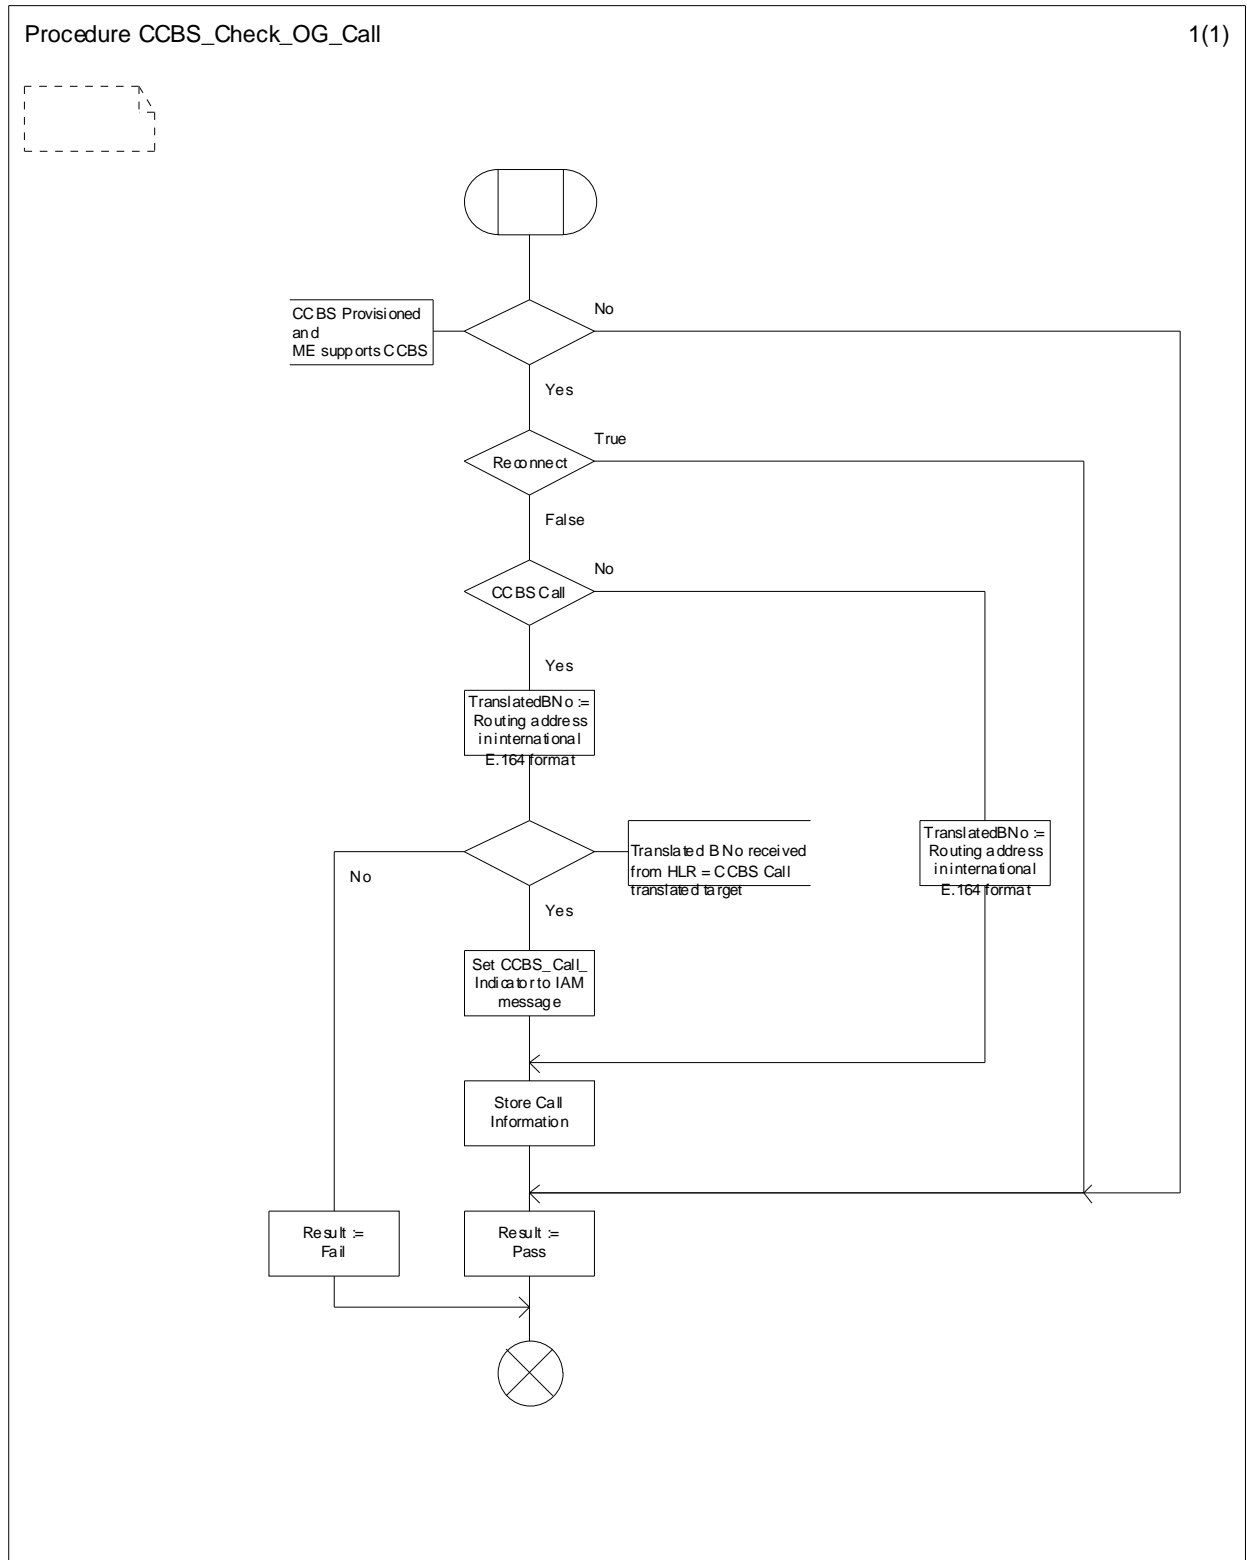 Procedure CCBS_Check_OG_Call
1(1)
CCBS Provisioned
and
ME supports CCBS
No
Yes
Reconnect
True
False
CCBS Call
No
Yes
TranslatedBNo :=
Routing address
in international
E.164 format
Translated BNo received
from HLR = CCBS Call
translated target
No
Yes
TranslatedBNo :=
Routing address
in international
E.164 format
Set CCBS_Call_
Indicator to IAM
message
Store Call
Information
Result :=
Fail
Result :=
Pass